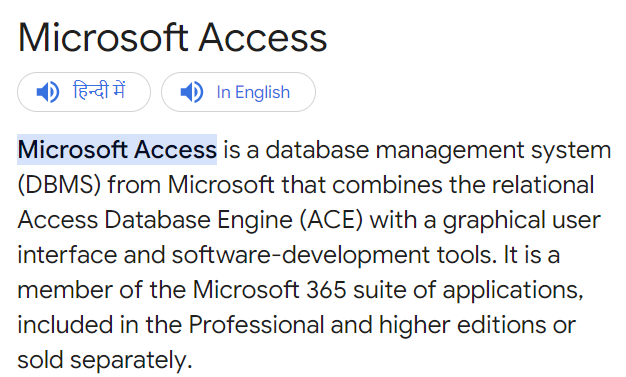 Microsoft Access
हिन्दी में
In English
Microsoft Access is a database management system
(DBMS) from Microsoft that combines the relational
Access Database Engine (ACE) with a graphical user
interface and software-development tools. It is a
member of the Microsoft 365 suite of applications,
included in the Professional and higher editions or
sold separately.